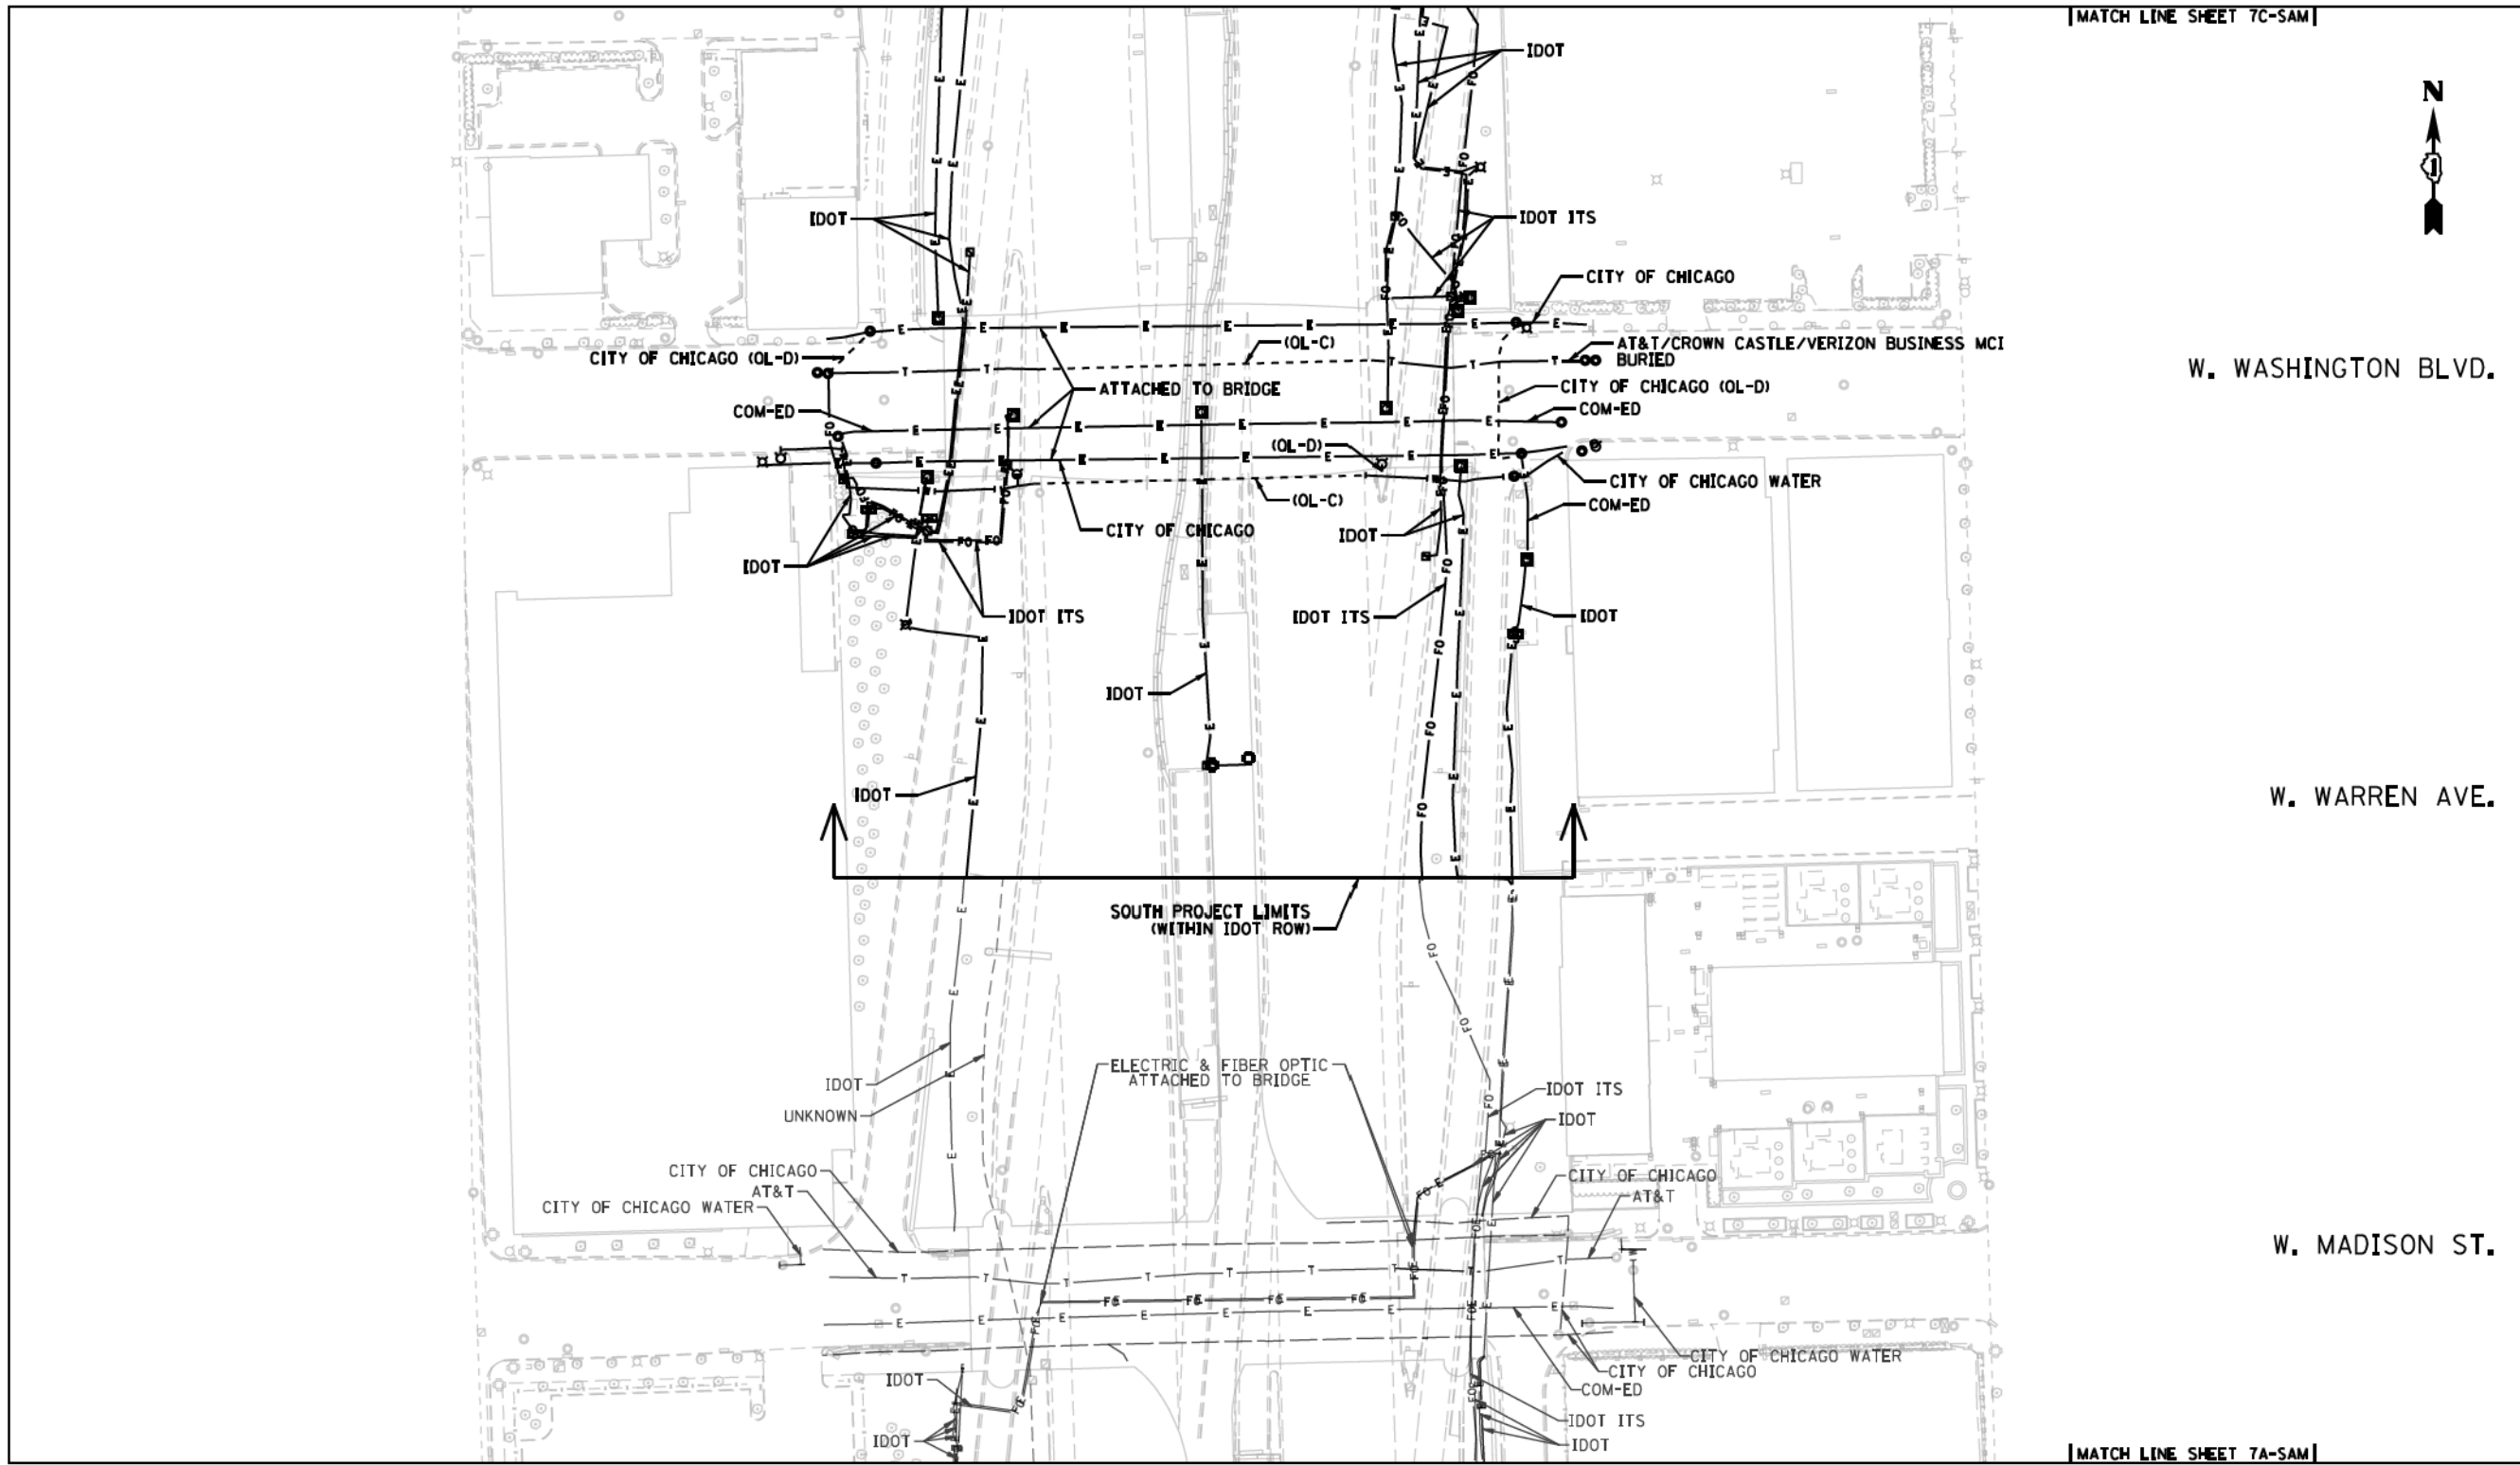 MATCH LINE SHEET 7C-SAM
N
1
IDOT
IDOT
IDOT ITS
CITY OF CHICAGO
CITY OF CHICAGO (OL-D)
(OL-C)
AT&T/CROWN CASTLE/VERIZON BUSINESS MCI
BURIED
W. WASHINGTON BLVD.
ATTACHED TO BRIDGE
CITY OF CHICAGO (OL-D)
COM-ED
COM-ED
(OL-D)
CITY OF CHICAGO WATER
(OL-C)
COM-ED
CITY OF CHICAGO
IDOT
IDOT
IDOT ITS
IDOT ITS
IDOT
IDOT
IDOT
W. WARREN AVE.
SOUTH PROJECT LIMITS
(WITHIN IDOT ROW)
ELECTRIC & FIBER OPTIC
ATTACHED TO BRIDGE
IDOT
UNKNOWN
IDOT ITS
IDOT
CITY OF CHICAGO
AT&T
CITY OF CHICAGO WATER
CITY OF CHICAGO
AT&T
W. MADISON ST.
CITY OF CHICAGO WATER
CITY OF CHICAGO
COM-ED
IDOT
IDOT ITS
IDOT
IDOT
MATCH LINE SHEET 7A-SAM